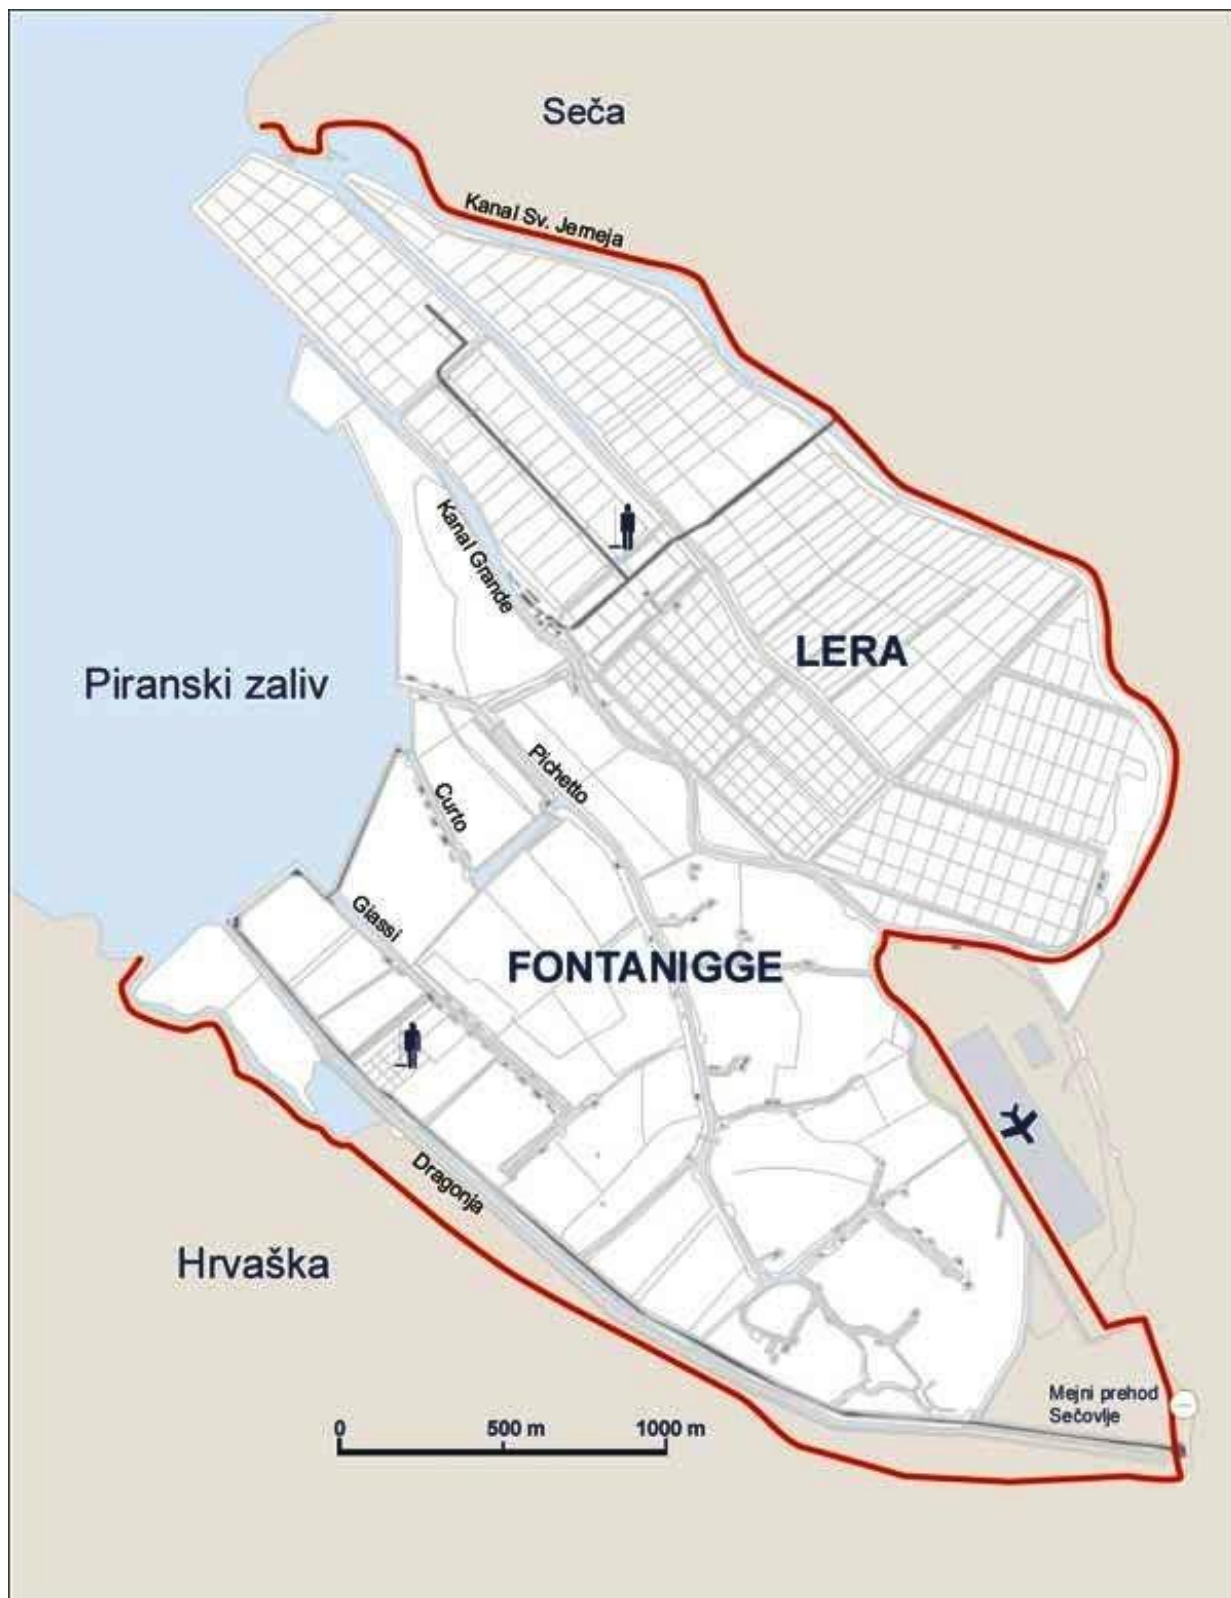 Seča
Kanal Sv. Jerneja
Kanal Grande
LERA
Piranski zaliv
Pichetto
Curto
Giassi
FONTANIGGE
Dragonja
Hrvaška
Mejni prehod
Sečovlje
0 500 m 1000 m